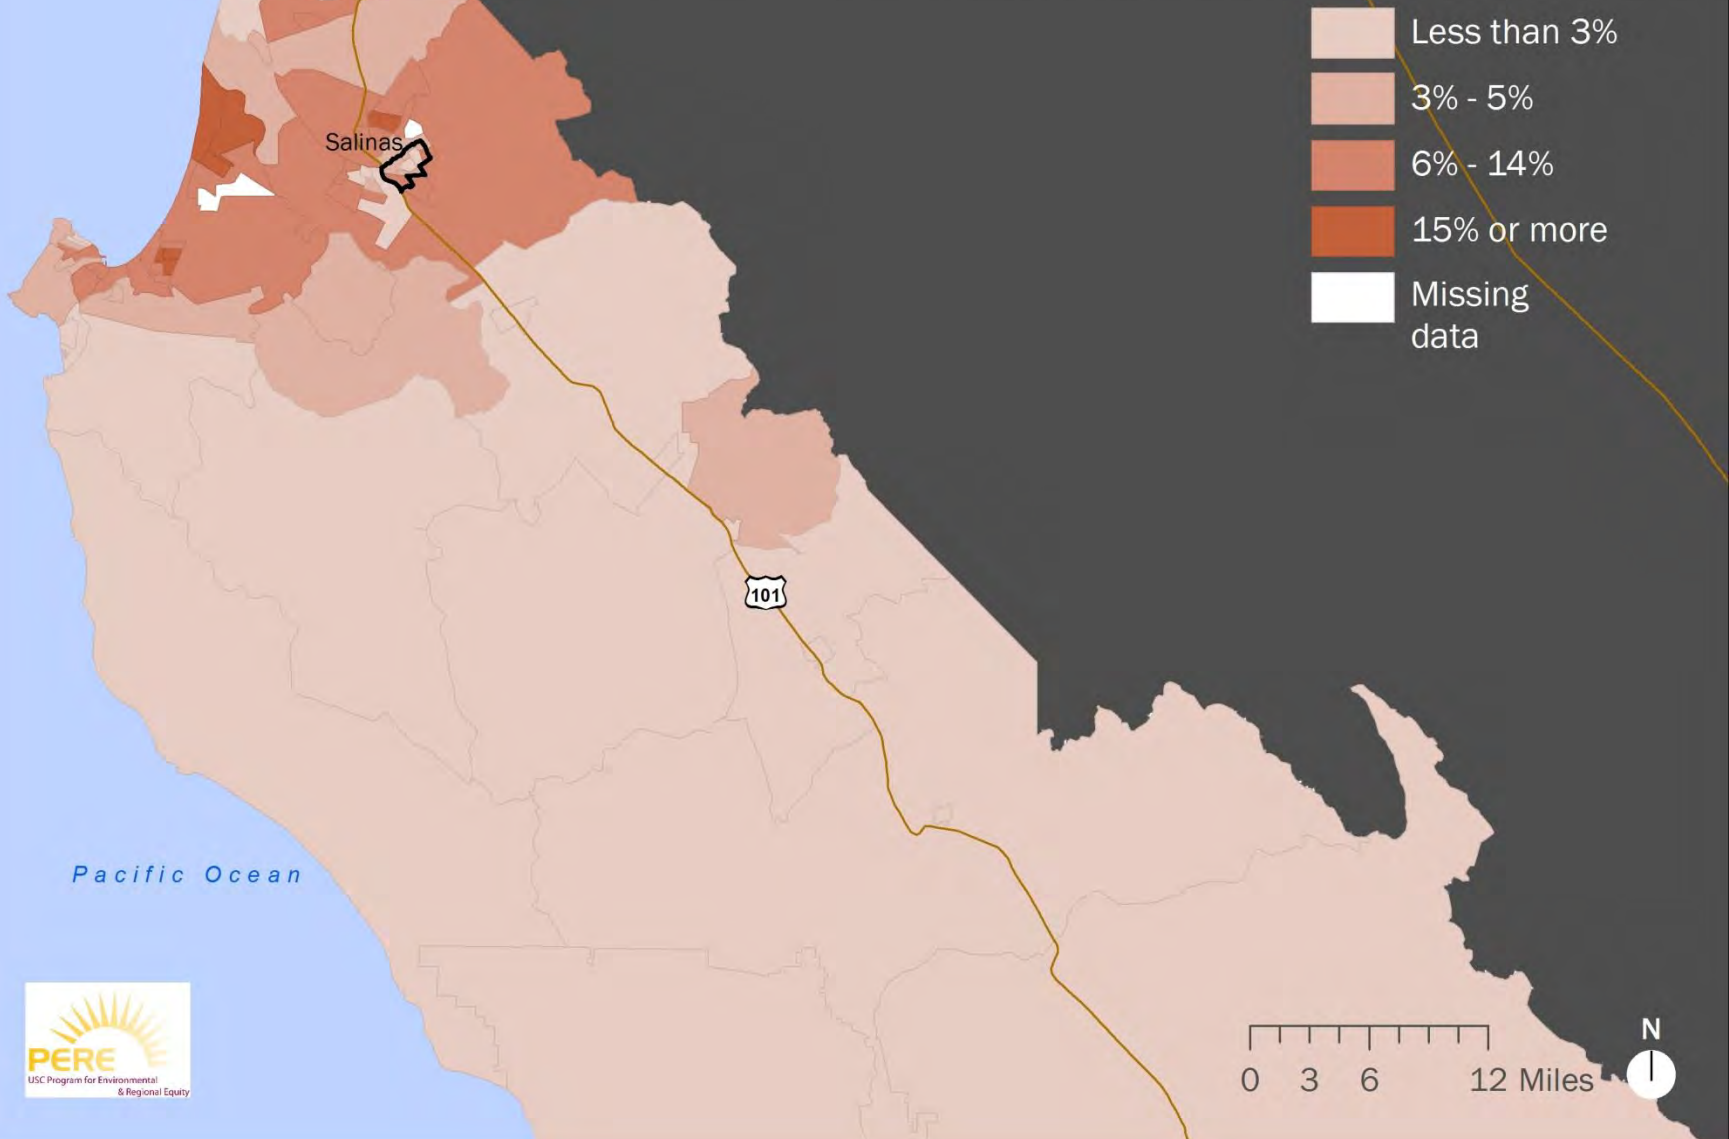 Less than 3%
3% - 5%
6% - 14%
15% or more
Missing
data
Salinas
101
Pacific Ocean
PERE
USC Program for Environmental
& Regional Equity
N
0 3 6 12 Miles